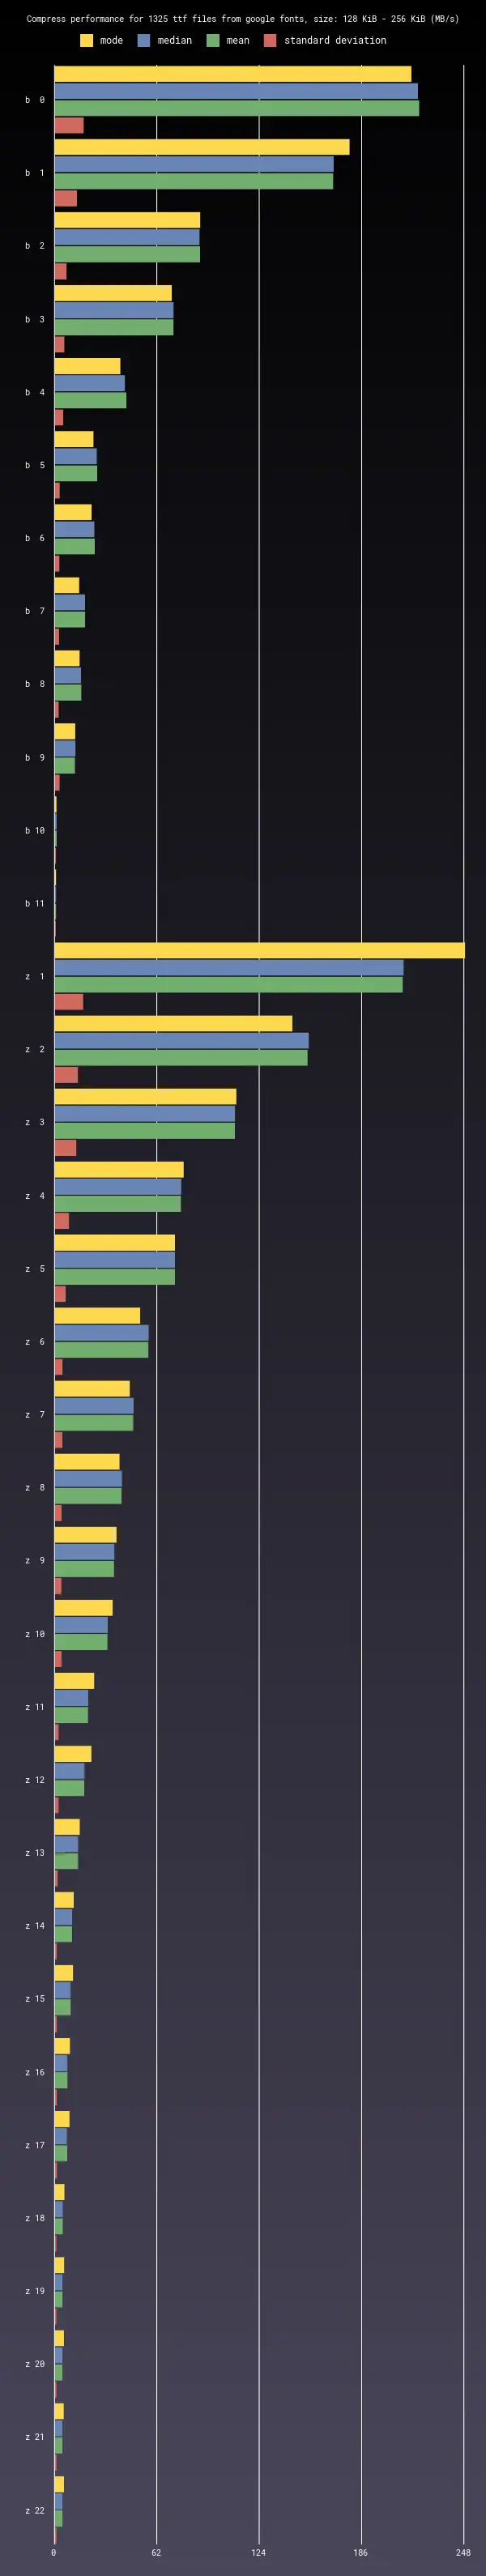 Compress performance for 1325 ttf files from google fonts, size: 128 KiB - 256 KiB (MB/s)
mode median mean standard deviation
b 0
b 1
b 2
b 3
b 4
b 5
b 6
b 7
b 8
b 9
b 10
b 11
z 1
z 2
z 3
z 4
z 5
z 6
z 7
z 8
z 9
z 10
z 11
z 12
z 13
z 14
z 15
z 16
z 17
z 18
z 19
z 20
z 21
z 22
0 62 124 186 248